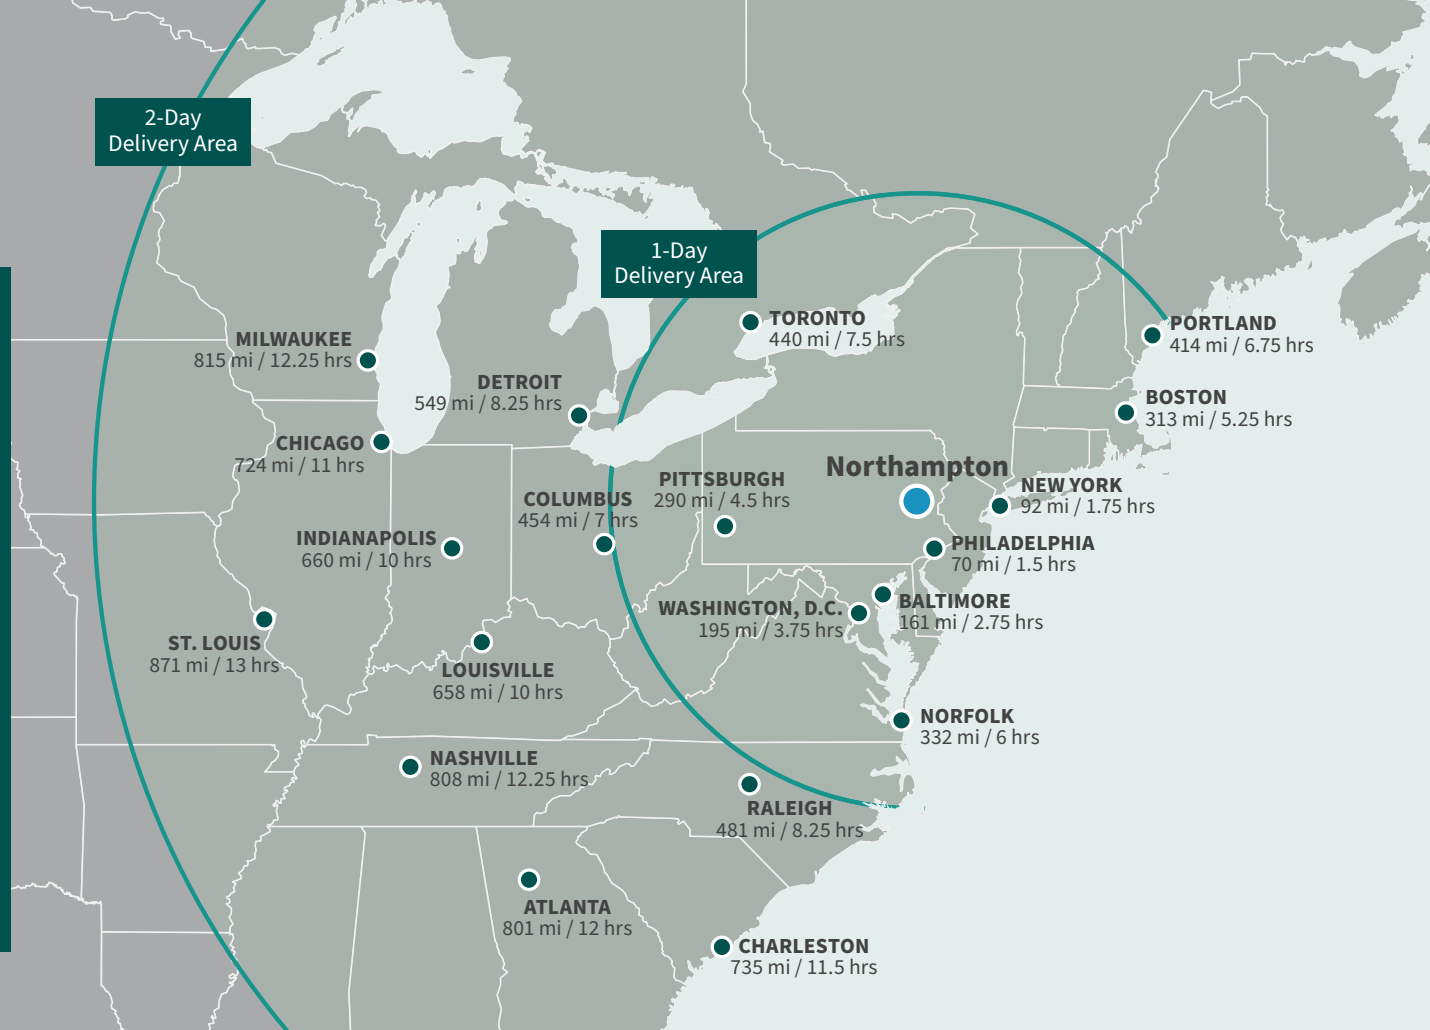 2-Day
Delivery Area
1-Day
Delivery Area
TORONTO
440 mi / 7.5 hrs
PORTLAND
414 mi / 6.75 hrs
MILWAUKEE
815 mi / 12.25 hrs
DETROIT
549 mi / 8.25 hrs
BOSTON
313 mi / 5.25 hrs
CHICAGO
724 mi / 11 hrs
Northampton
PITTSBURGH
290 mi / 4.5 hrs
NEW YORK
92 mi / 1.75 hrs
COLUMBUS
454 mi / 7 hrs
INDIANAPOLIS
660 mi / 10 hrs
PHILADELPHIA
70 mi / 1.5 hrs
WASHINGTON, D.C.
195 mi / 3.75 hrs
BALTIMORE
161 mi / 2.75 hrs
ST. LOUIS
871 mi / 13 hrs
LOUISVILLE
658 mi / 10 hrs
NORFOLK
332 mi / 6 hrs
NASHVILLE
808 mi / 12.25 hrs
RALEIGH
481 mi / 8.25 hrs
ATLANTA
801 mi / 12 hrs
CHARLESTON
735 mi / 11.5 hrs